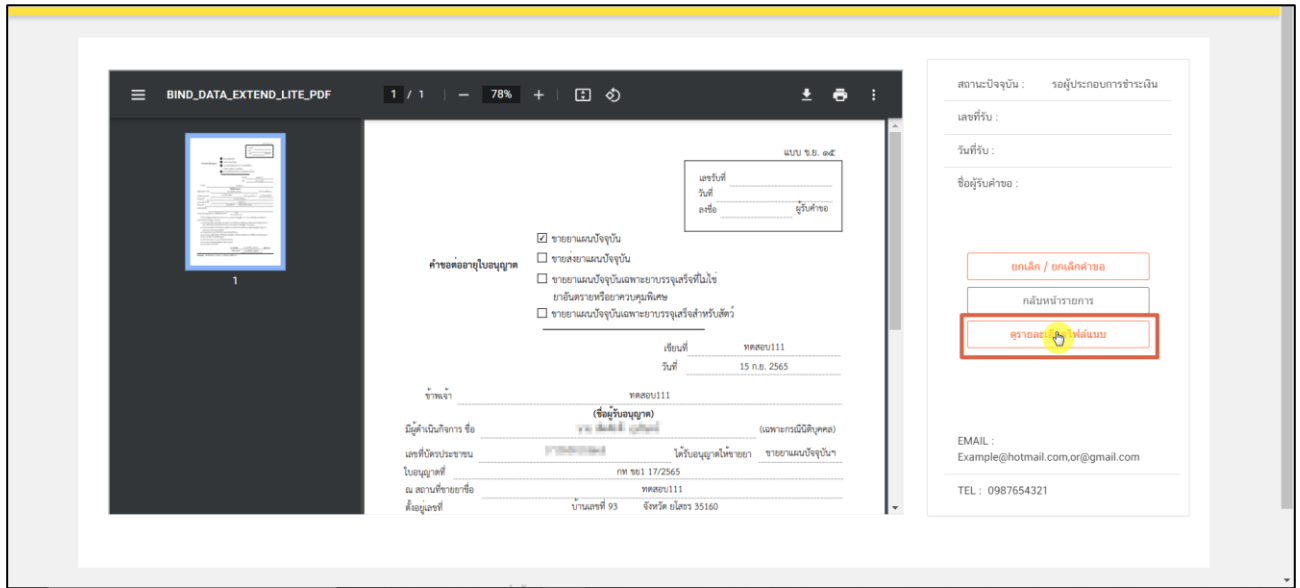 BIND_DATA_EXTEND_LITE_PDF 1 / 1 78%
1
แบบ ข.ย. ๑๕
เลขรับที่
วันที่
ลงชื่อ ผู้รับคำขอ
คำขอต่ออายุใบอนุญาต
ขายยาแผนปัจจุบัน
ขายส่งยาแผนปัจจุบัน
ขายยาแผนปัจจุบันเฉพาะยาบรรจุเสร็จที่ไม่ใช่
ยาอันตรายหรือยาควบคุมพิเศษ
ขายยาแผนปัจจุบันเฉพาะยาบรรจุเสร็จสำหรับสัตว์
เขียนที่ ทดสอบ111
วันที่ 15 ก.ย. 2565
ข้าพเจ้า ทดสอบ111
(ชื่อผู้รับอนุญาต)
มีผู้ดำเนินกิจการ ชื่อ (เฉพาะกรณีนิติบุคคล)
เลขที่บัตรประชาชน ได้รับอนุญาตให้ขายยา ขายยาแผนปัจจุบันฯ
ใบอนุญาตที่ กท ขย1 17/2565
ณ สถานที่ขายยาชื่อ ทดสอบ111
ตั้งอยู่เลขที่ บ้านเลขที่ 93 จังหวัด ยโสธร 35160
สถานะปัจจุบัน : รอผู้ประกอบการชำระเงิน
เลขที่รับ :
วันที่รับ :
ชื่อผู้รับคำขอ :
ยกเลิก / ยกเลิกคำขอ
กลับหน้ารายการ
ดูรายละเอียดไฟล์แนบ
EMAIL :
Example@hotmail.com,or@gmail.com
TEL : 0987654321